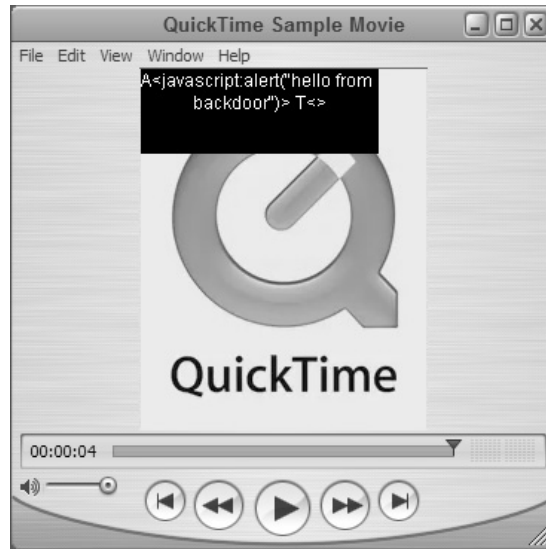 QuickTime Sample Movie
File Edit View Window Help
A<javascript:alert("hello from
backdoor")> T<>
QuickTime
00:00:04